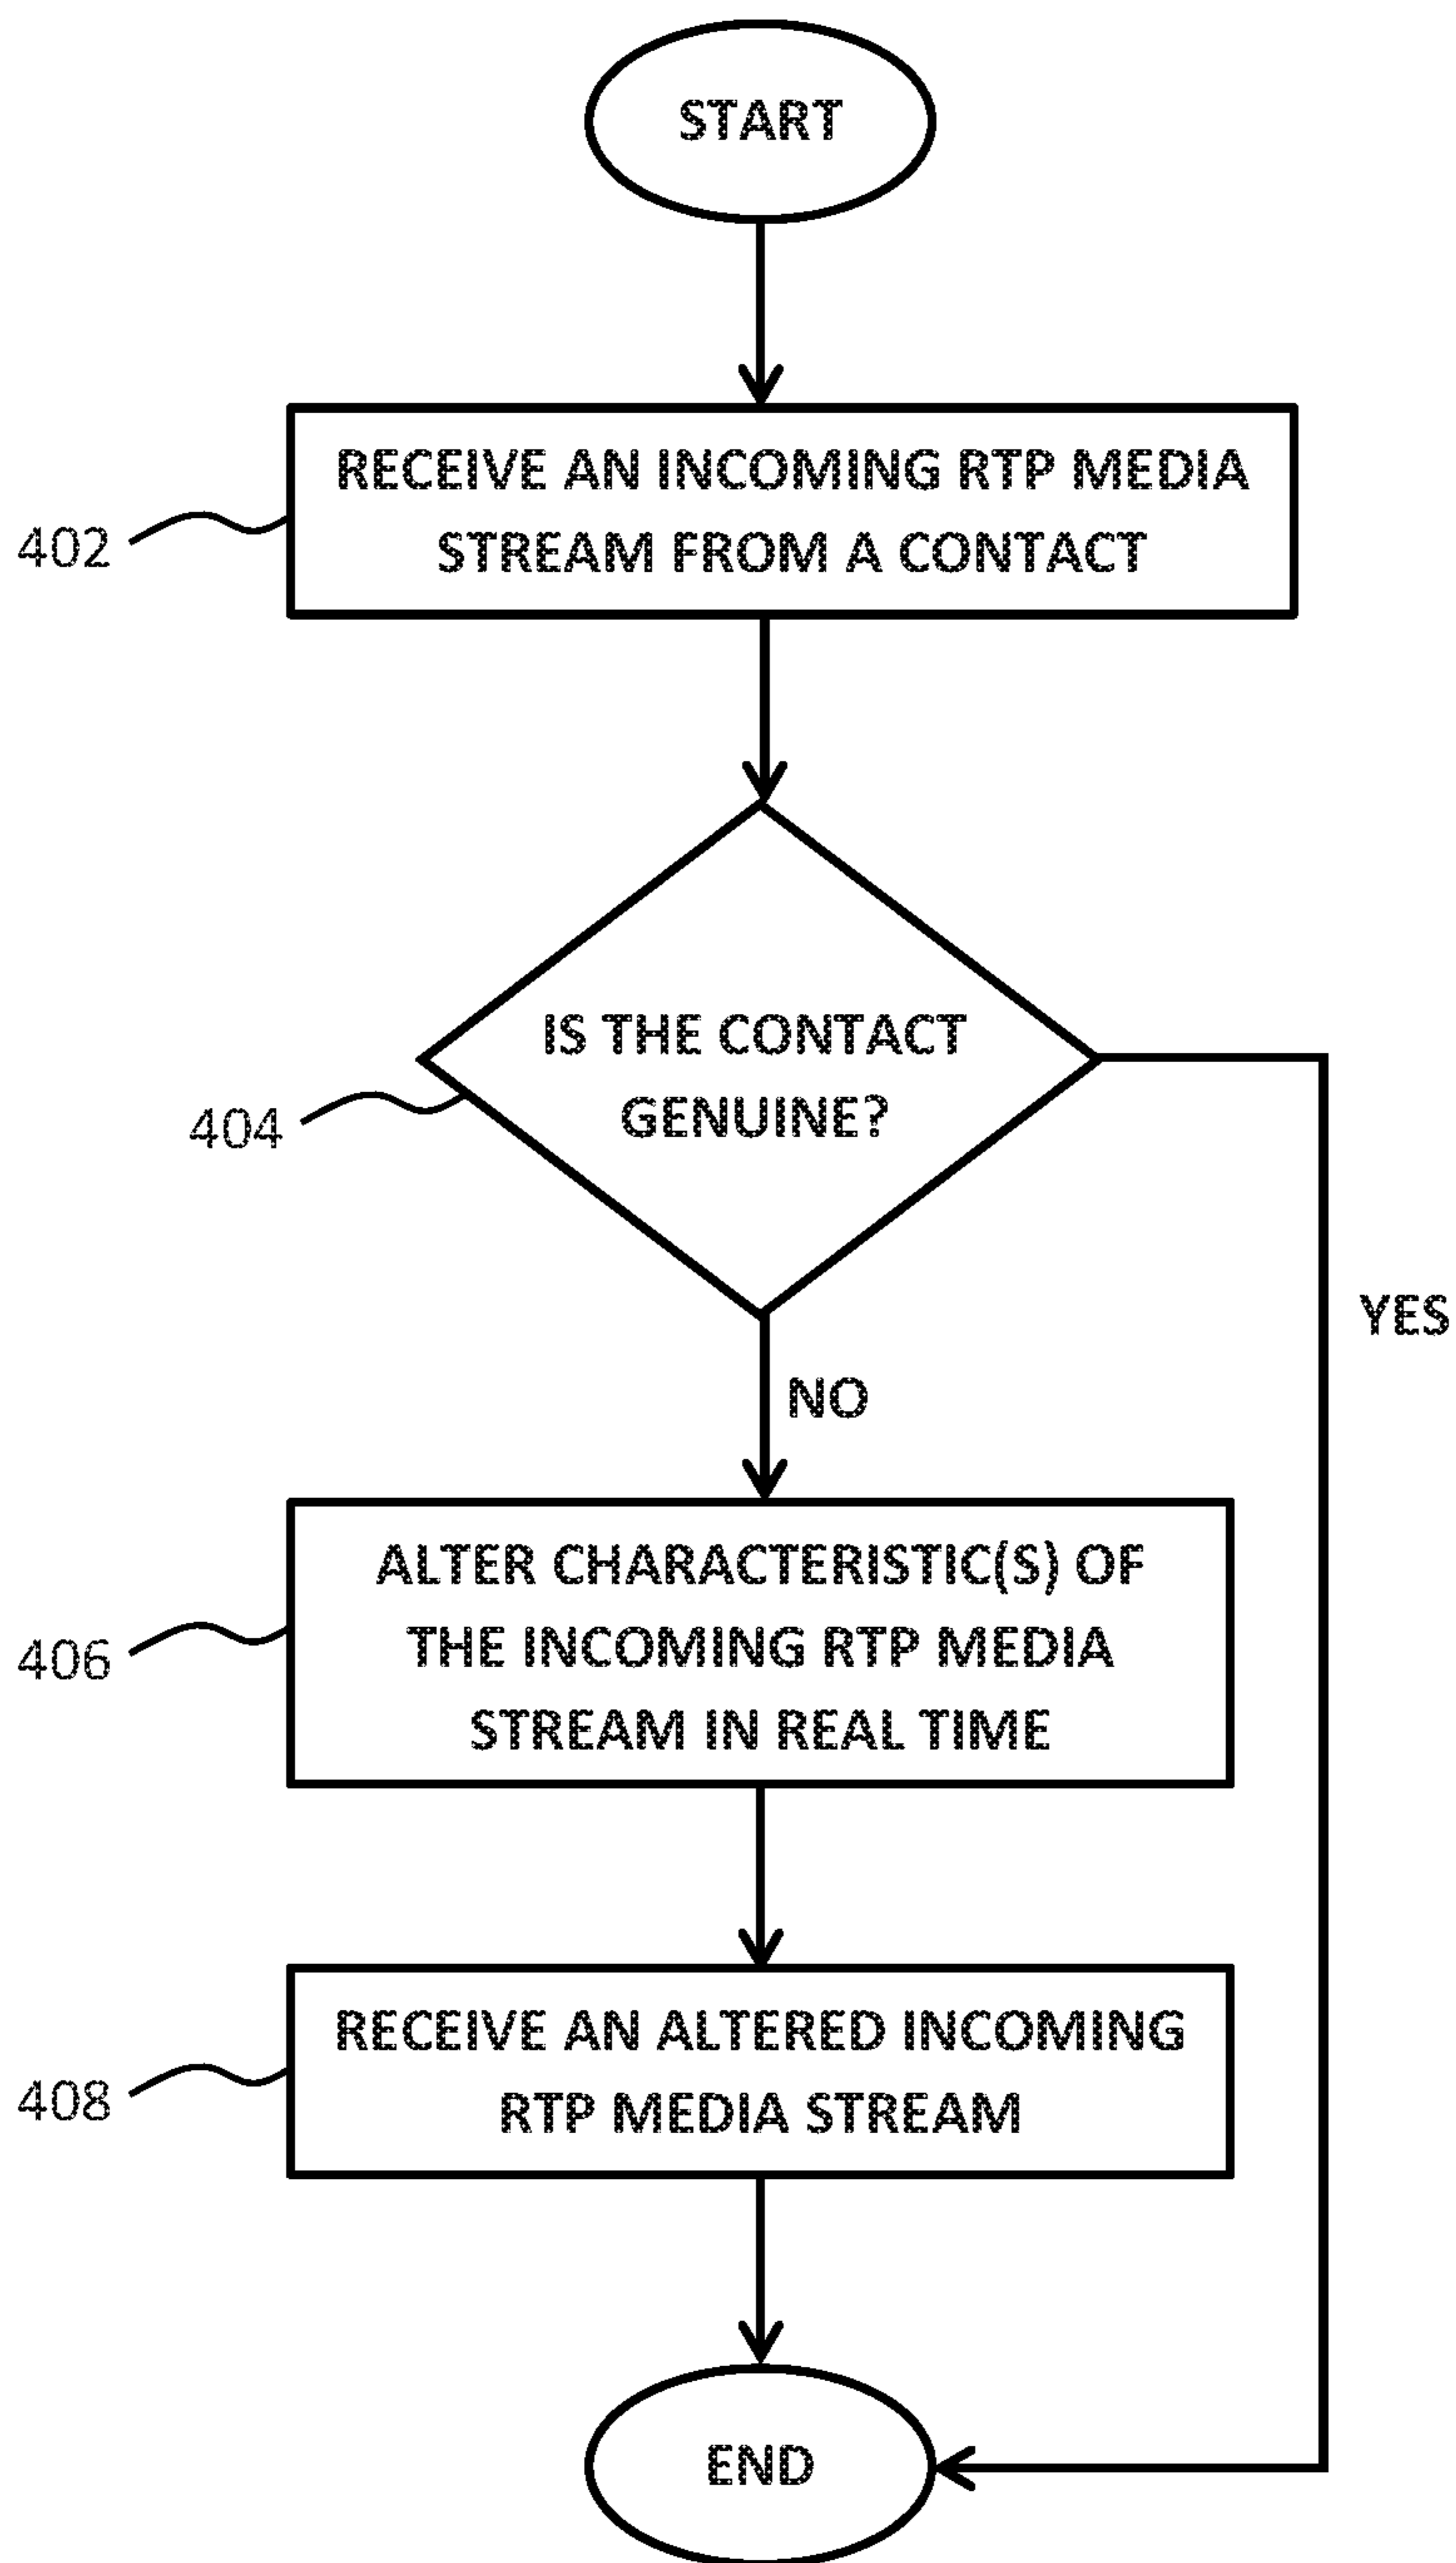 START
RECEIVE AN INCOMING RTP MEDIA
STREAM FROM A CONTACT
402
IS THE CONTACT
GENUINE?
404
YES
NO
ALTER CHARACTERISTIC(S) OF
THE INCOMING RTP MEDIA
STREAM IN REAL TIME
406
RECEIVE AN ALTERED INCOMING
RTP MEDIA STREAM
408
END